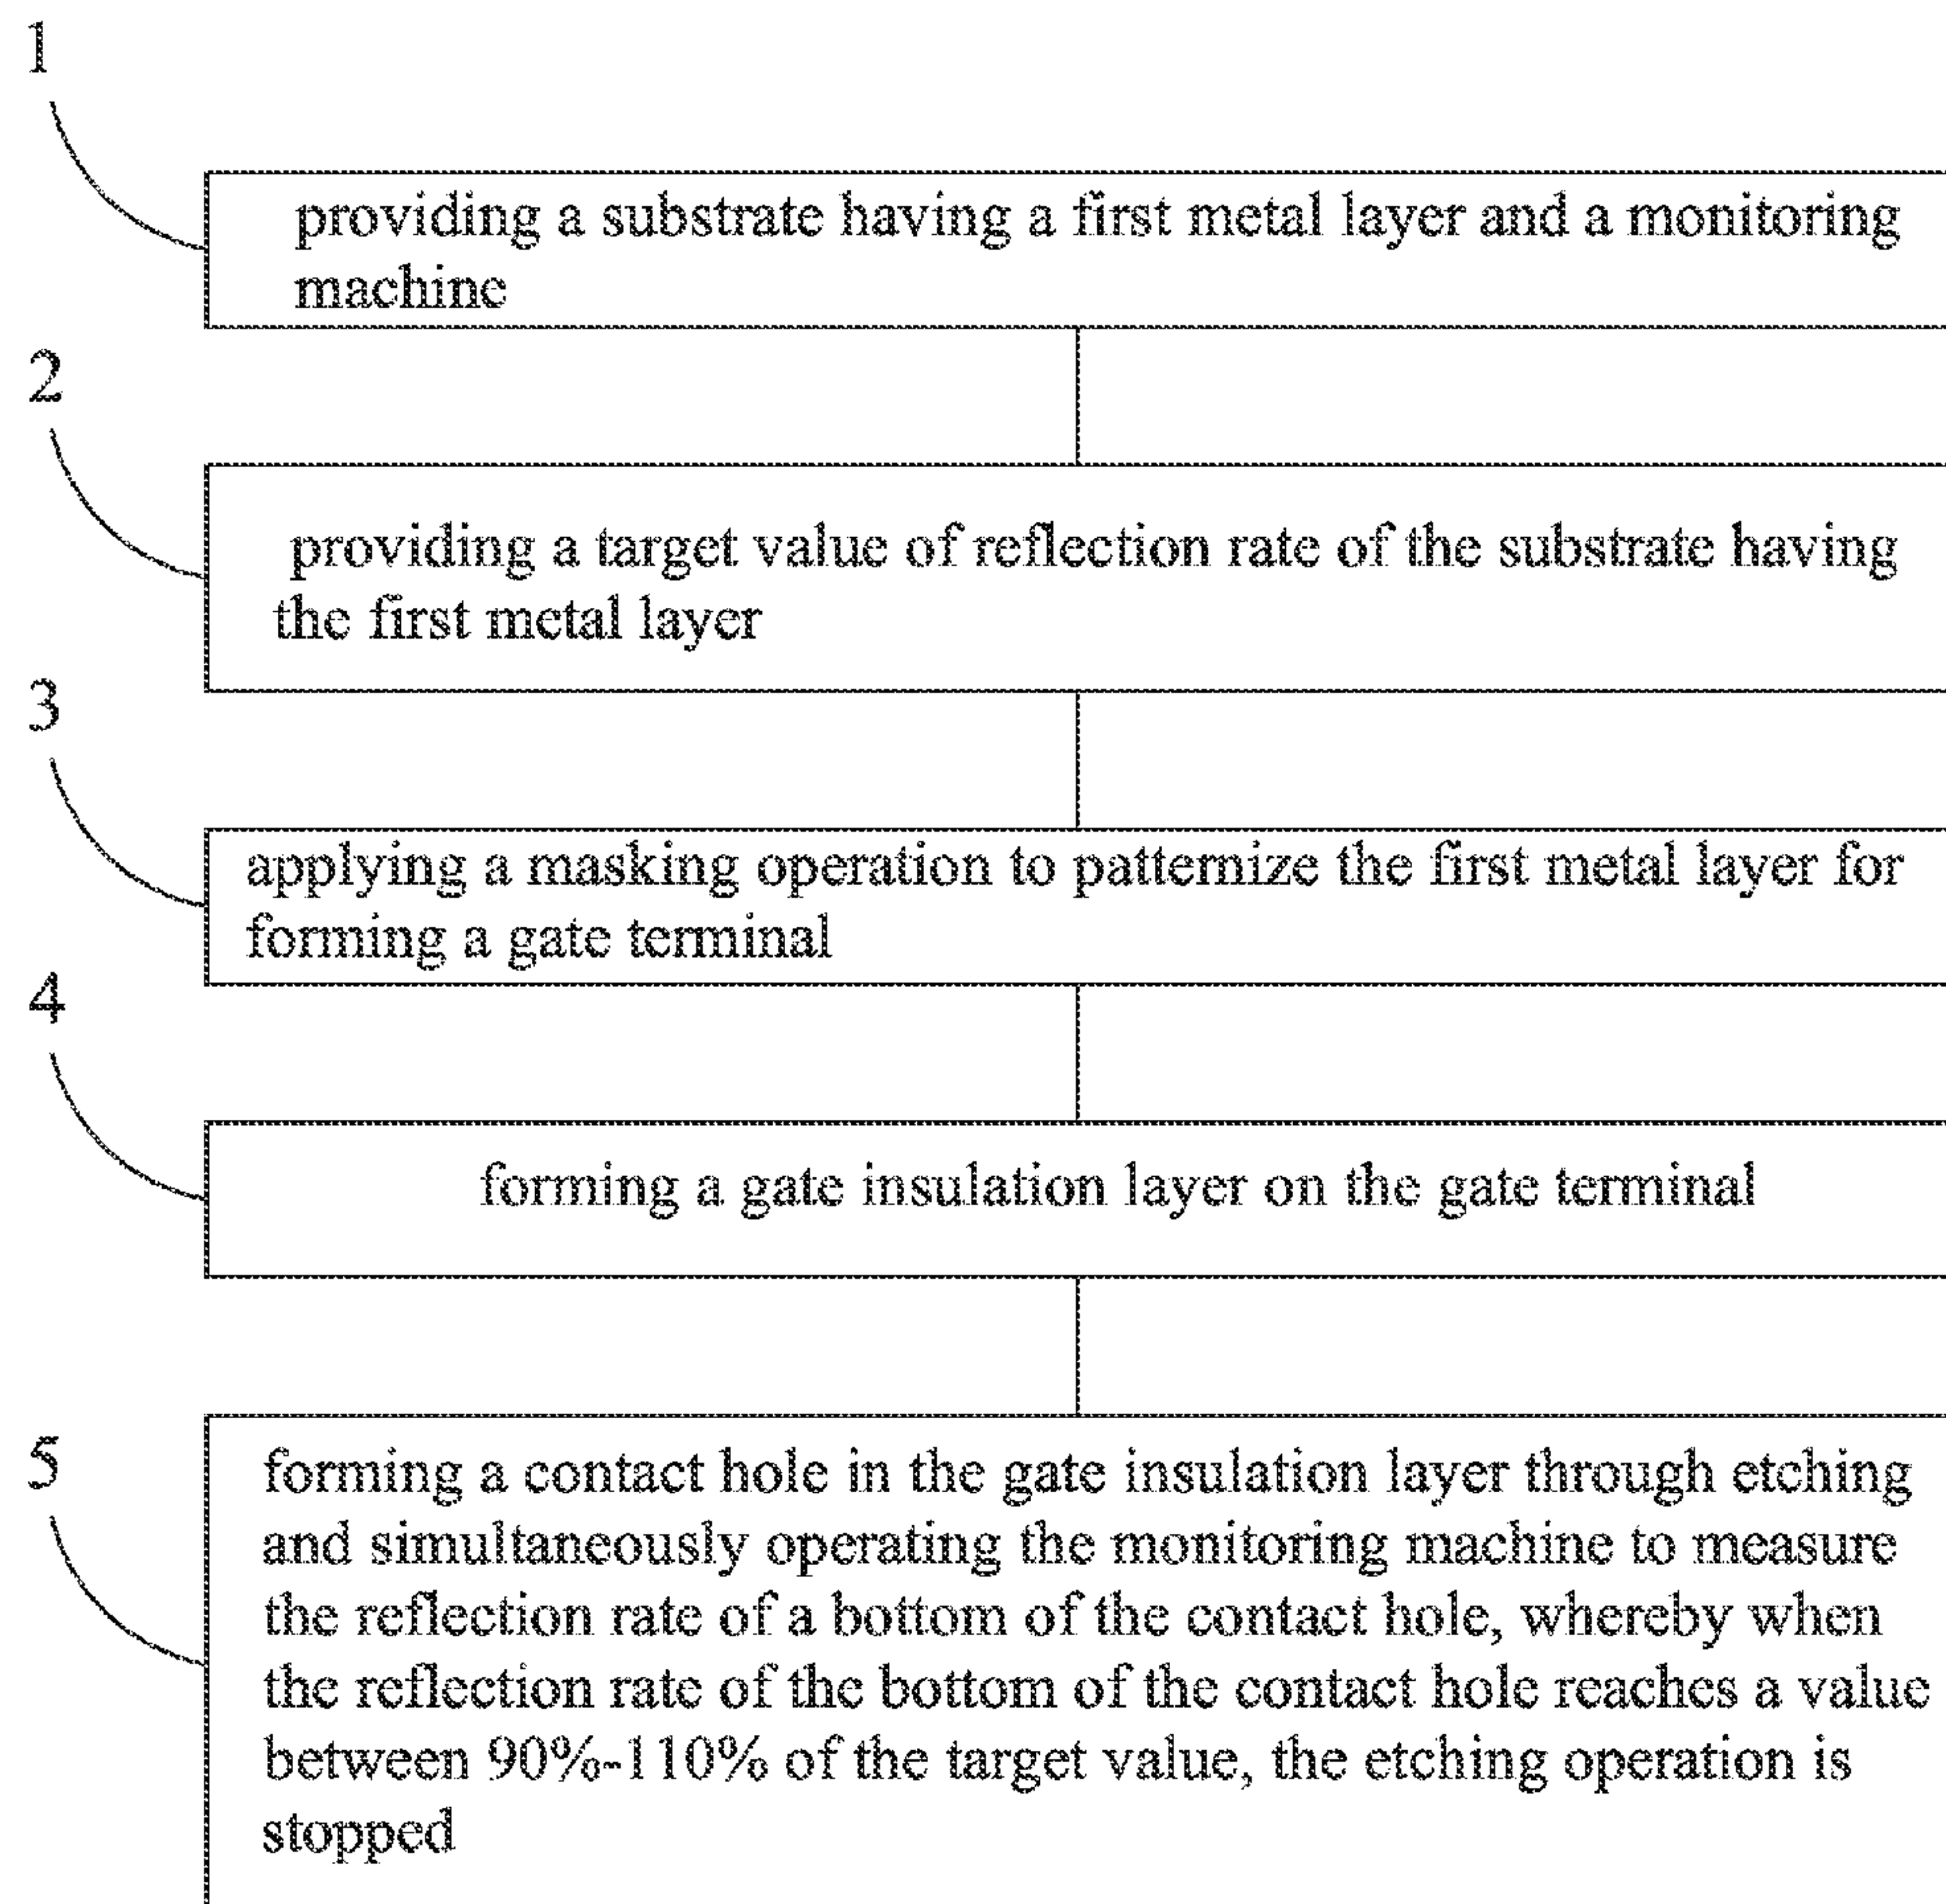 1
providing a substrate having a first metal layer and a monitoring
machine
2
providing a target value of reflection rate of the substrate having
the first metal layer
3
applying a masking operation to patternize the first metal layer for
forming a gate terminal
4
forming a gate insulation layer on the gate terminal
5
forming a contact hole in the gate insulation layer through etching
and simultaneously operating the monitoring machine to measure
the reflection rate of a bottom of the contact hole, whereby when
the reflection rate of the bottom of the contact hole reaches a value
between 90%-110% of the target value, the etching operation is
stopped